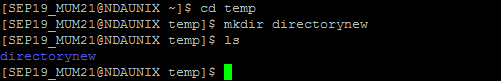 [SEP19_MUM21@NDAUNIX ~]$ cd temp
[SEP19_MUM21@NDAUNIX temp]$ mkdir directorynew
[SEP19_MUM21@NDAUNIX temp]$ ls
directorynew
[SEP19_MUM21@NDAUNIX temp]$